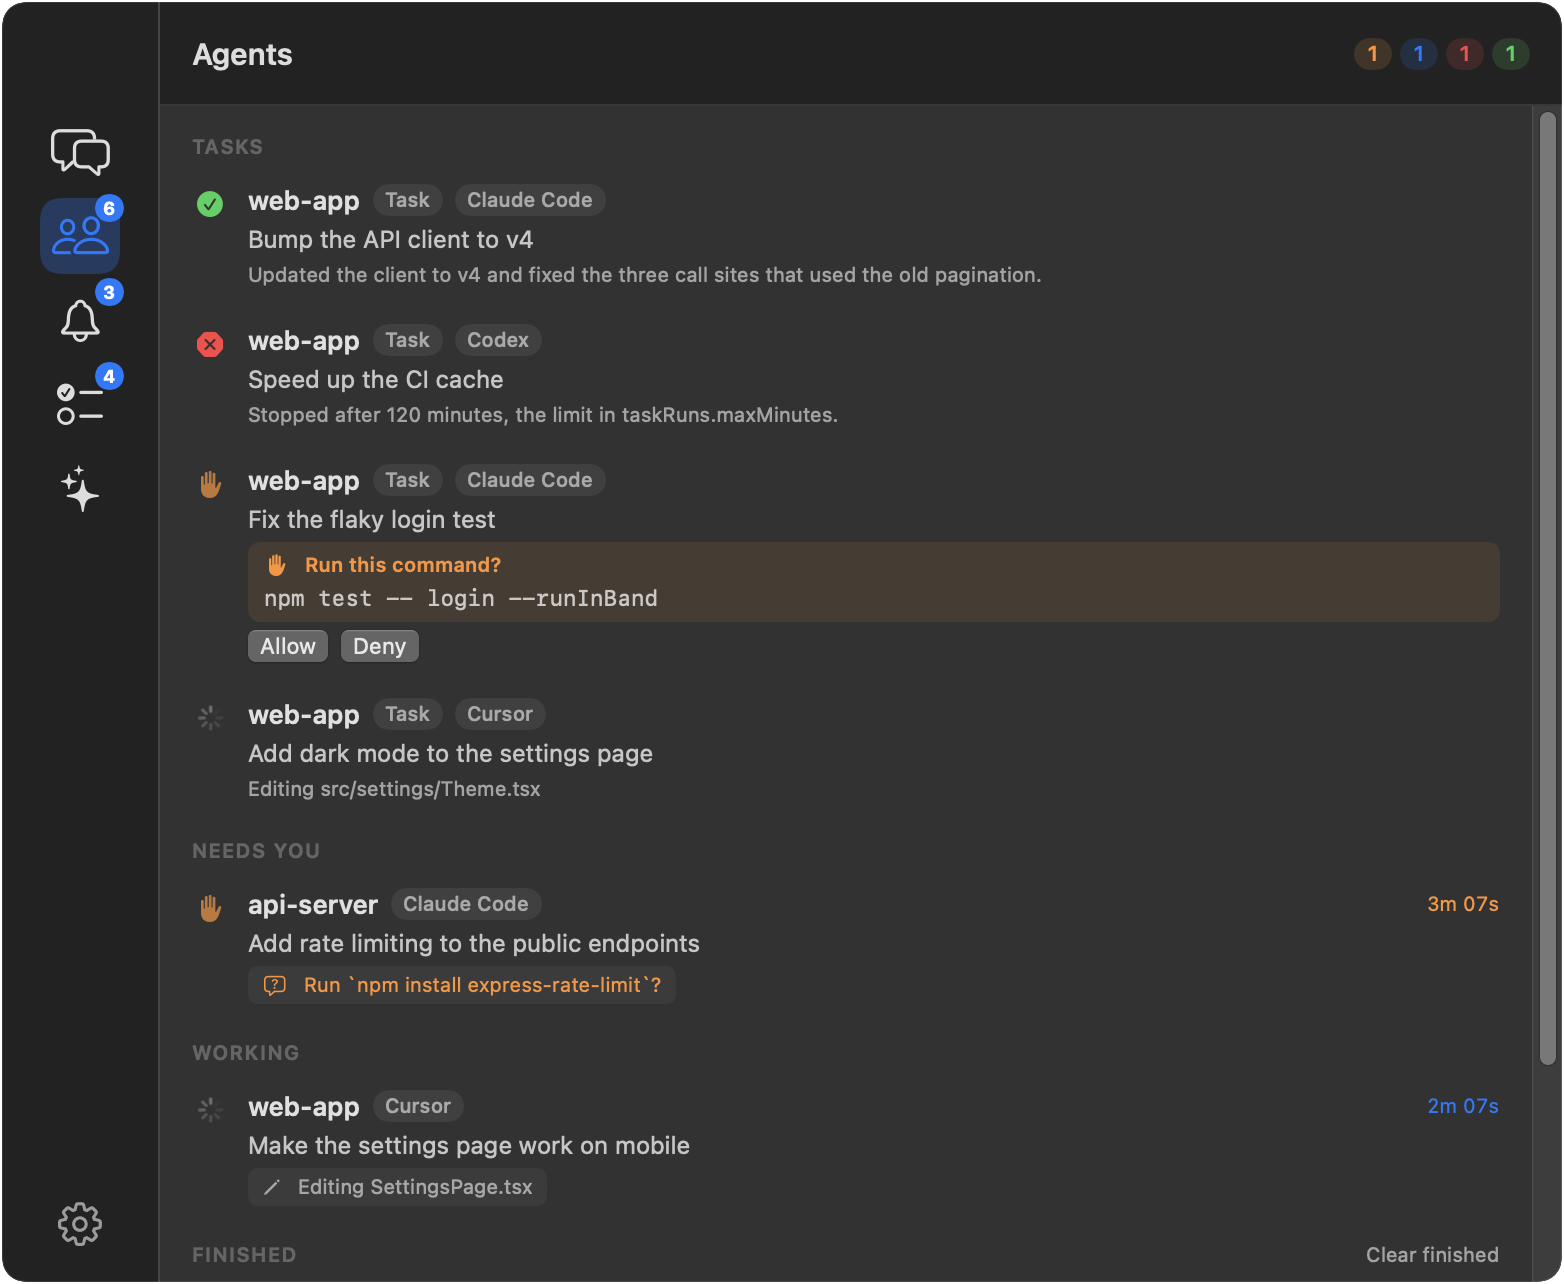 Agents
1 1 1 1
6
3
4
TASKS
web-app Task Claude Code
Bump the API client to v4
Updated the client to v4 and fixed the three call sites that used the old pagination.
web-app Task Codex
Speed up the CI cache
Stopped after 120 minutes, the limit in taskRuns.maxMinutes.
web-app Task Claude Code
Fix the flaky login test
Run this command?
npm test -- login --runInBand
Allow Deny
web-app Task Cursor
Add dark mode to the settings page
Editing src/settings/Theme.tsx
NEEDS YOU
api-server Claude Code 3m 07s
Add rate limiting to the public endpoints
Run `npm install express-rate-limit`?
WORKING
web-app Cursor 2m 07s
Make the settings page work on mobile
Editing SettingsPage.tsx
FINISHED Clear finished